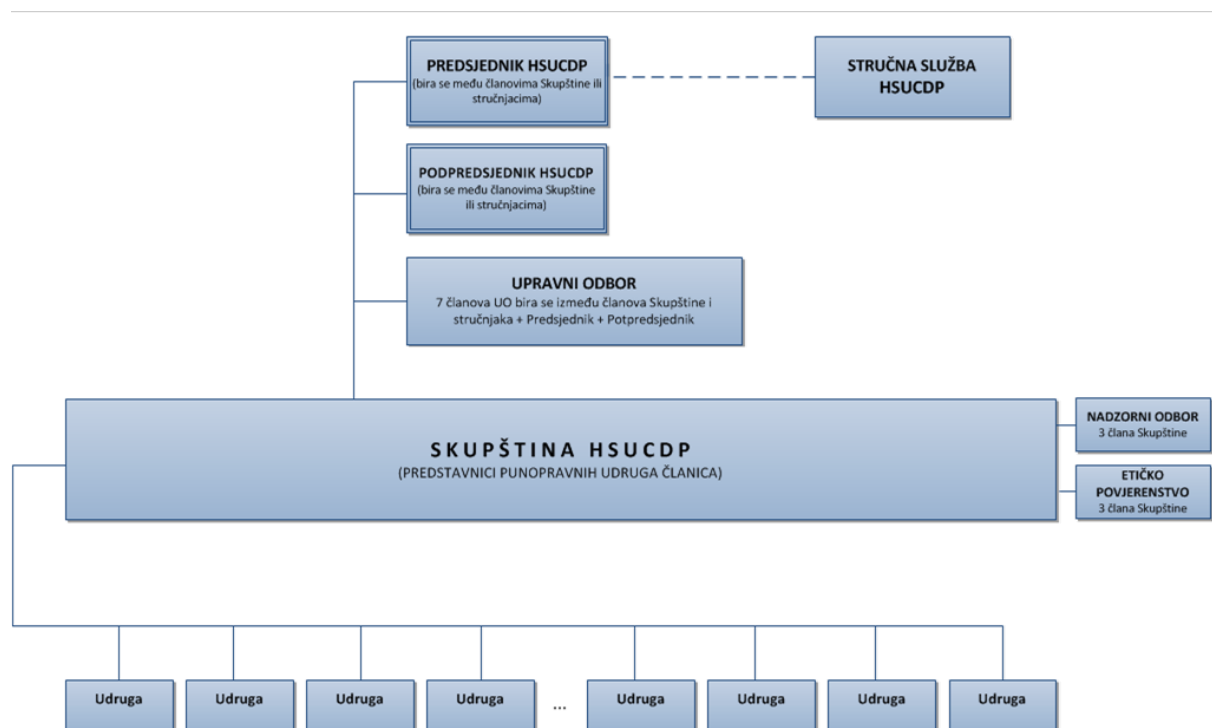 PREDSJEDNIK HSUCDP
(bira se među članovima Skupštine ili
stručnjacima)
STRUČNA SLUŽBA
HSUCDP
PODPREDSJEDNIK HSUCDP
(bira se među članovima Skupštine
ili stručnjacima)
UPRAVNI ODBOR
7 članova UO bira se između članova Skupštine i
stručnjaka + Predsjednik + Potpredsjednik
SKUPŠTINA HSUCDP
(PREDSTAVNICI PUNOPRAVNIH UDRUGA ČLANICA)
NADZORNI ODBOR
3 člana Skupštine
ETIČKO
POVJERENSTVO
3 člana Skupštine
Udruga Udruga Udruga Udruga ... Udruga Udruga Udruga Udruga